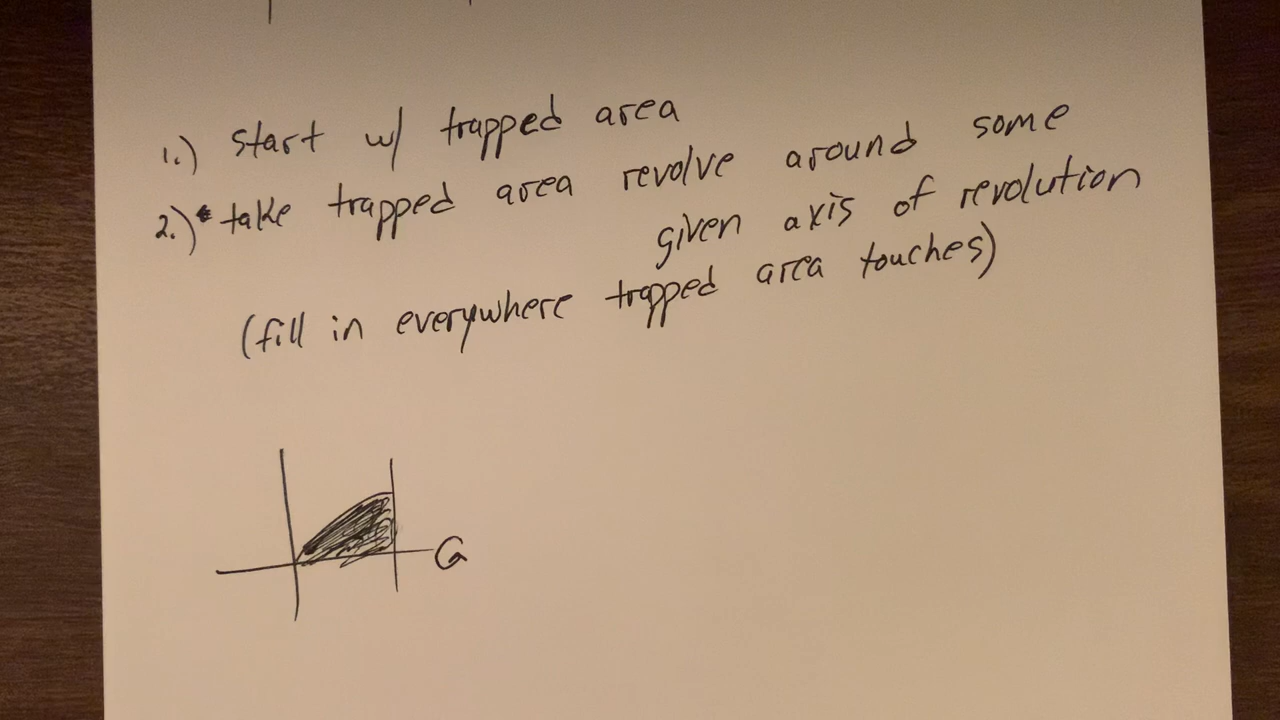 1.) start w/ trapped area
2.) take trapped area revolve around some
given axis of revolution
(fill in everywhere trapped area touches)